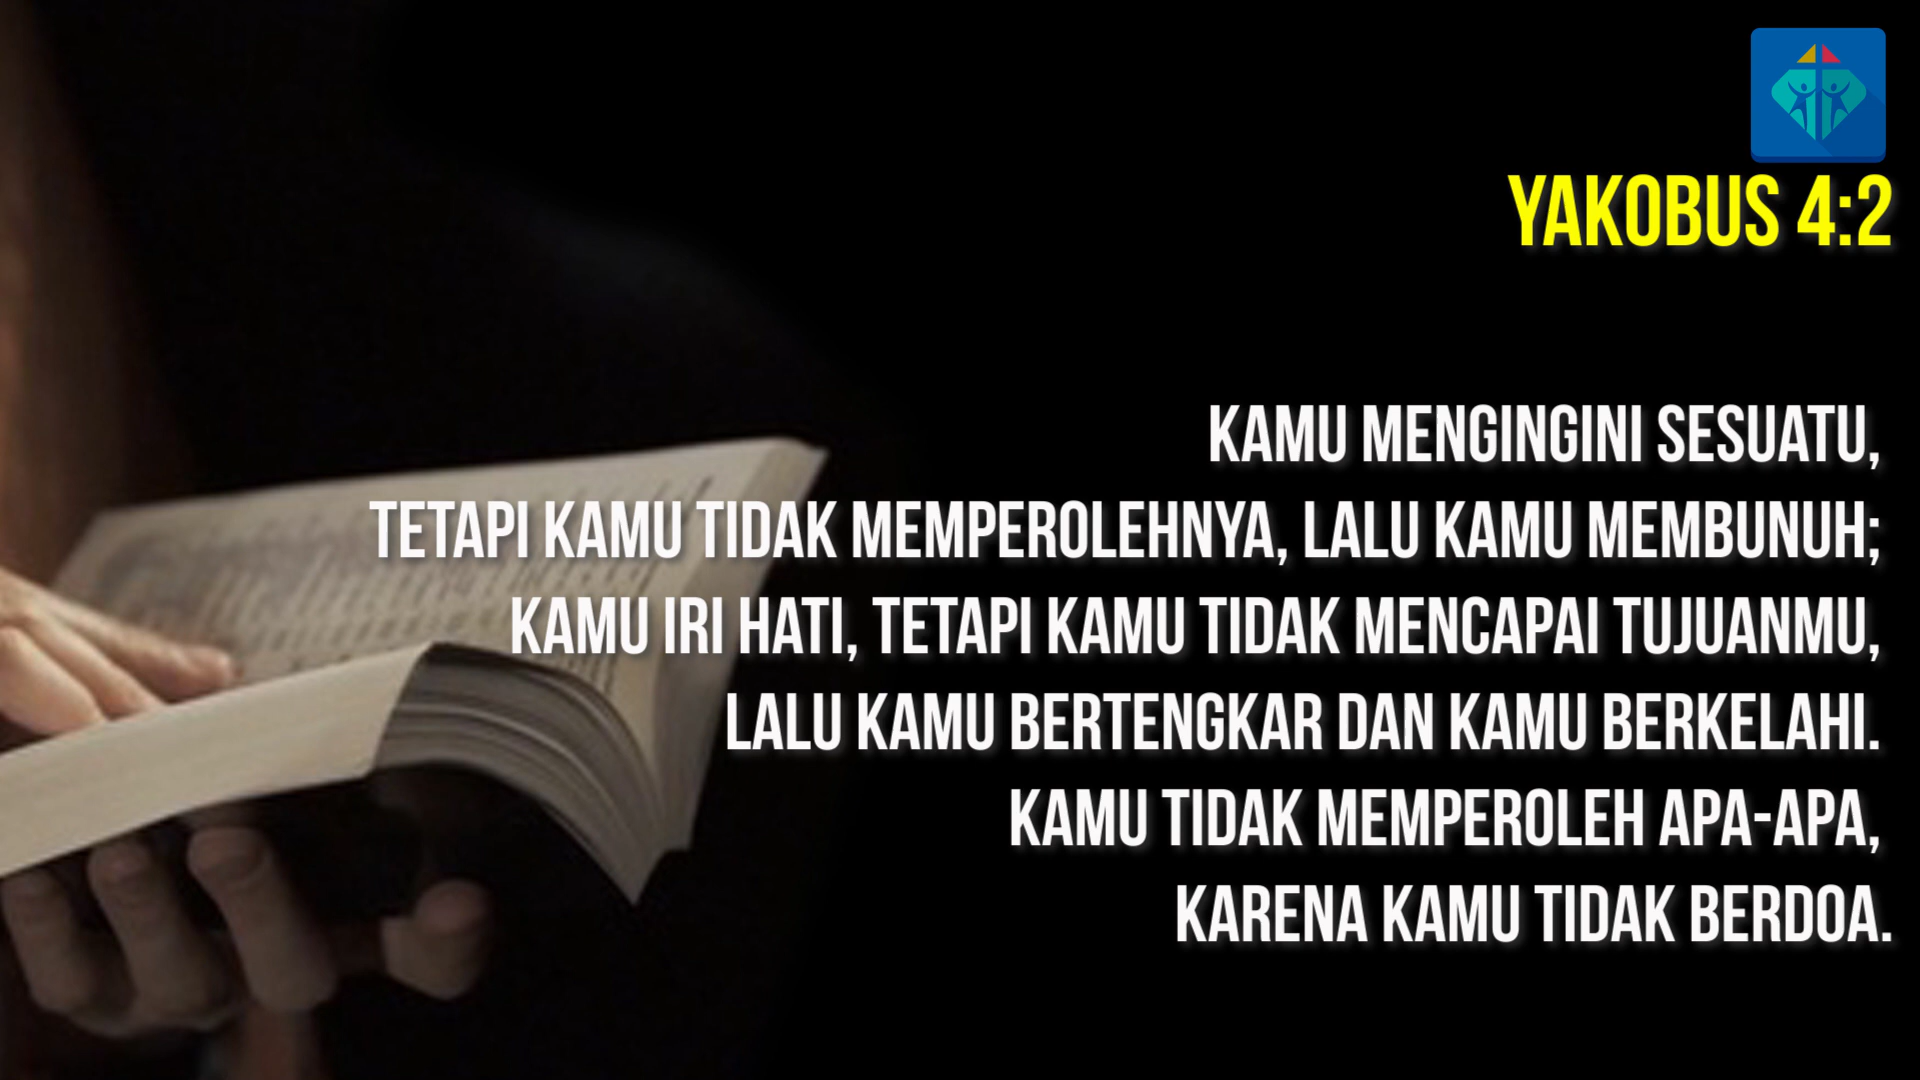 YAKOBUS 4:2
KAMU MENGINGINI SESUATU,
TETAPI KAMU TIDAK MEMPEROLEHNYA, LALU KAMU MEMBUNUH;
KAMU IRI HATI, TETAPI KAMU TIDAK MENCAPAI TUJUANMU,
LALU KAMU BERTENGKAR DAN KAMU BERKELAHI.
KAMU TIDAK MEMPEROLEH APA-APA,
KARENA KAMU TIDAK BERDOA.